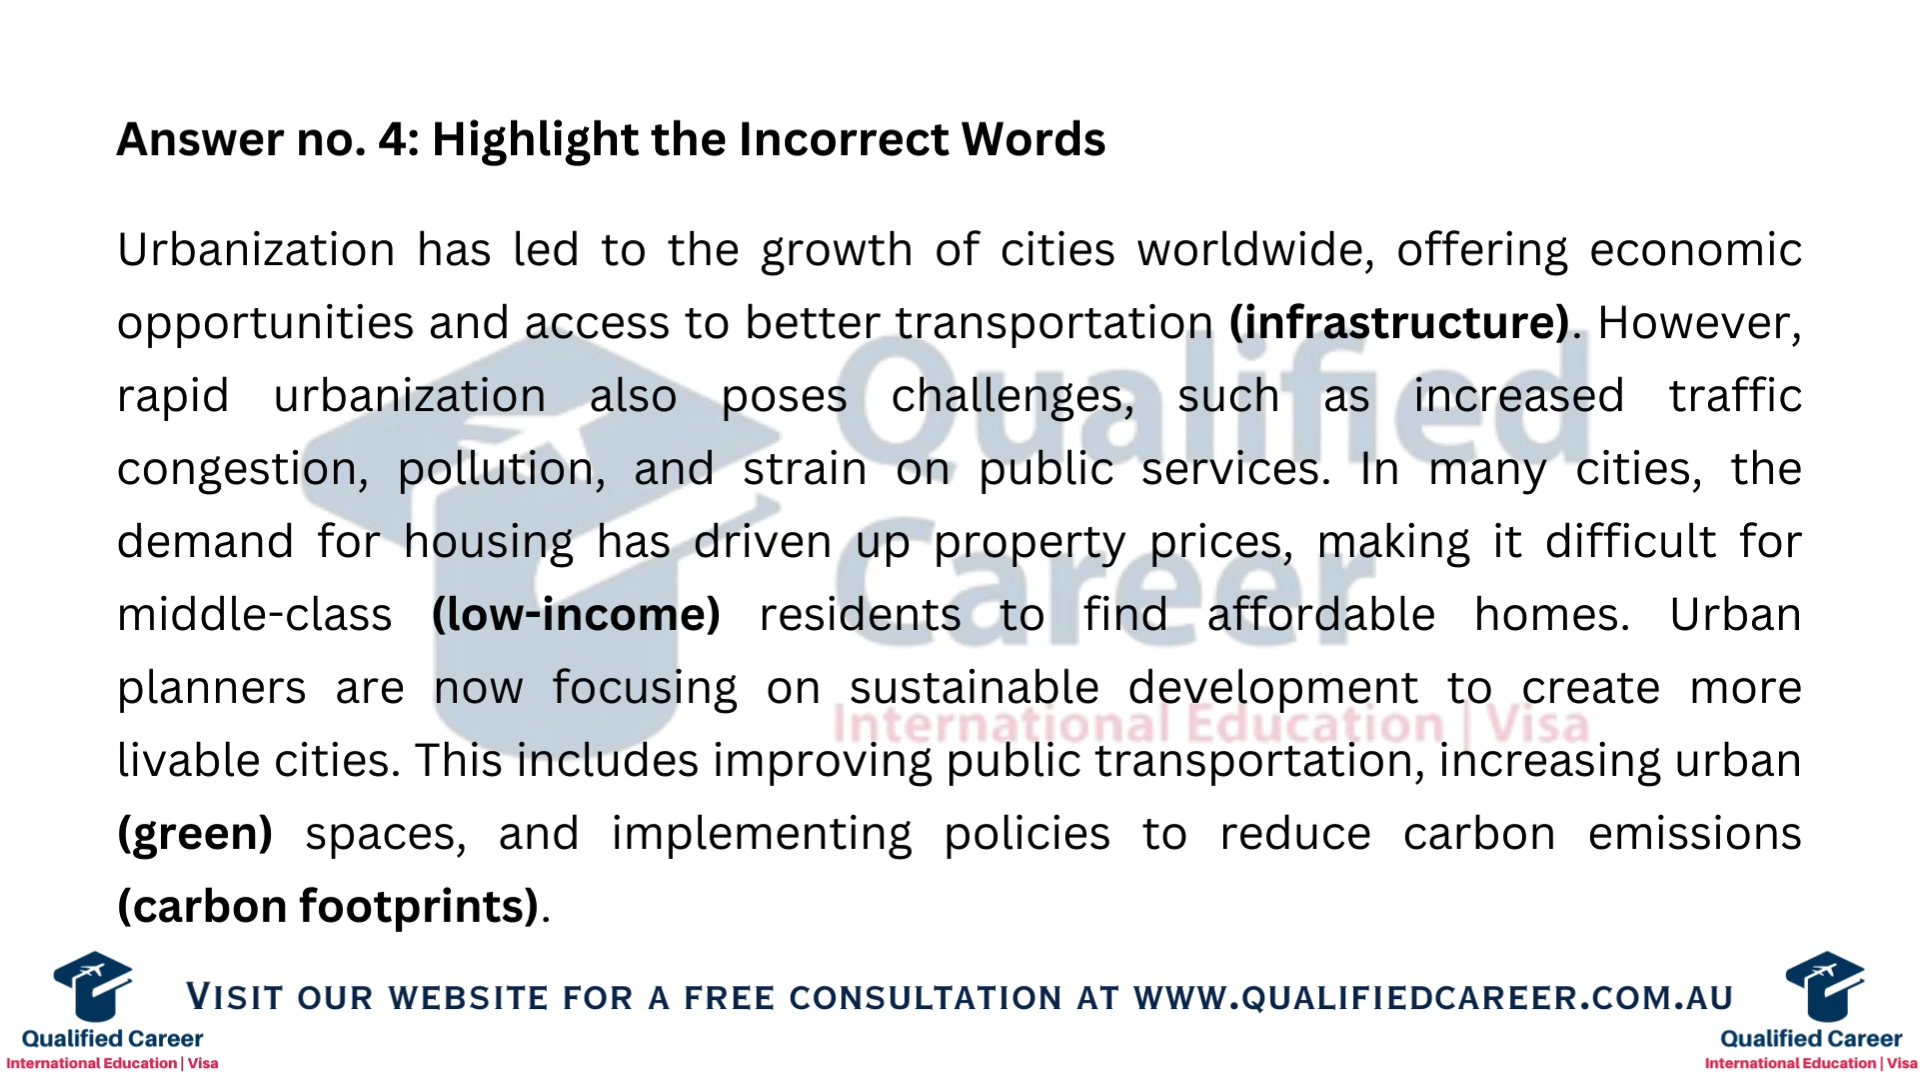 Answer no. 4: Highlight the Incorrect Words
Urbanization has led to the growth of cities worldwide, offering economic
opportunities and access to better transportation (infrastructure). However,
rapid urbanization also poses challenges, such as increased traffic
congestion, pollution, and strain on public services. In many cities, the
demand for housing has driven up property prices, making it difficult for
middle-class (low-income) residents to find affordable homes. Urban
planners are now focusing on sustainable development to create more
livable cities. This includes improving public transportation, increasing urban
(green) spaces, and implementing policies to reduce carbon emissions
(carbon footprints).
Qualified
Career
International Education | Visa
VISIT OUR WEBSITE FOR A FREE CONSULTATION AT WWW.QUALIFIEDCAREER.COM.AU
Qualified Career
International Education | Visa
Qualified Career
International Education | Visa